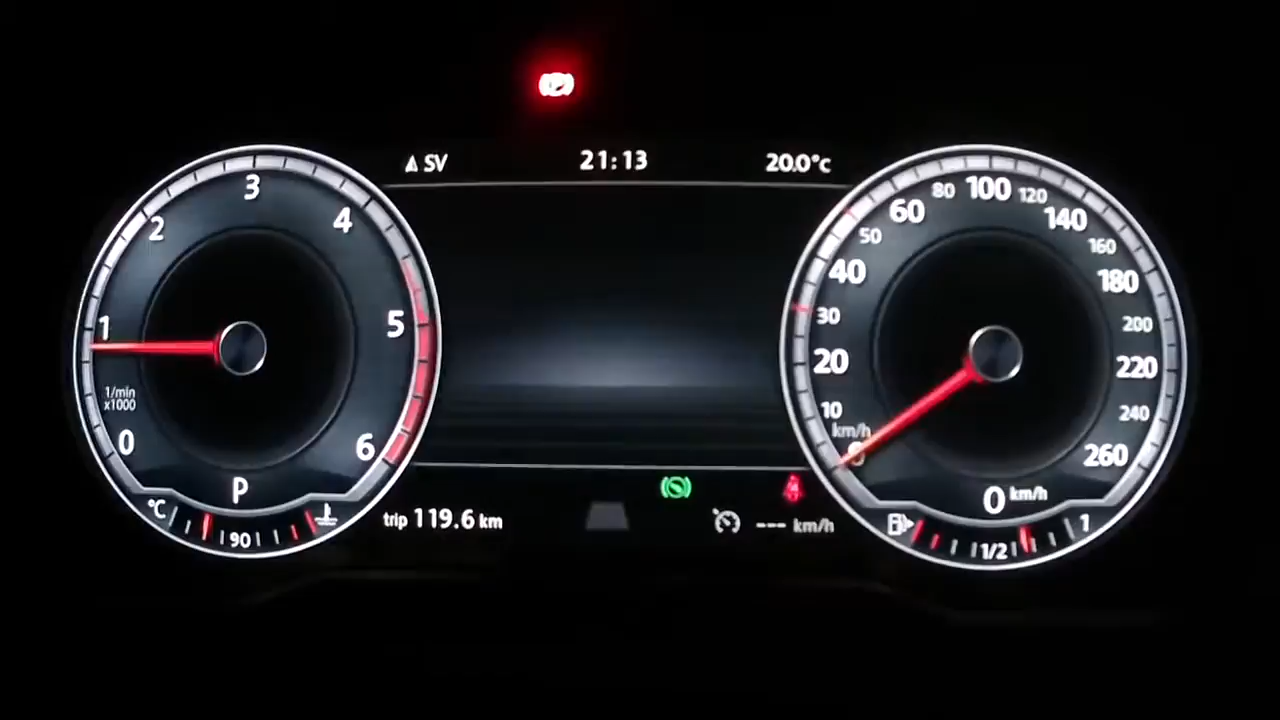 SV 21:13 20.0°C
0 1 2 3 4 5 6
1/min
x1000
P
°C 90
trip 119.6 km
--- km/h
0 10 20 30 40 50 60 80 100 120 140 160 180 200 220 240 260
km/h
0 km/h
1/2 1